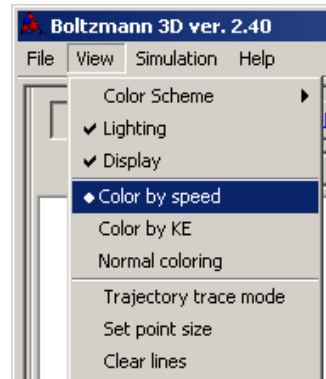 Boltzmann 3D ver. 2.40
File View Simulation Help
Color Scheme
Lighting
Display
Color by speed
Color by KE
Normal coloring
Trajectory trace mode
Set point size
Clear lines